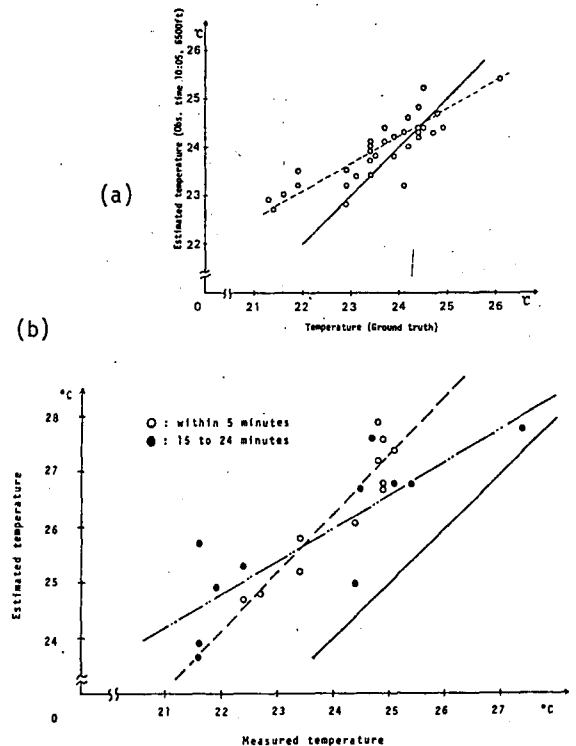 (a)
°C
Estimated temperature (Obs. time 10:05, 6500ft)
26
25
24
23
22
0
21 22 23 24 25 26
°C
Temperature (Ground truth)
(b)
°C
○ : within 5 minutes
● : 15 to 24 minutes
Estimated temperature
28
27
26
25
24
0
21 22 23 24 25 26 27 °C
Measured temperature